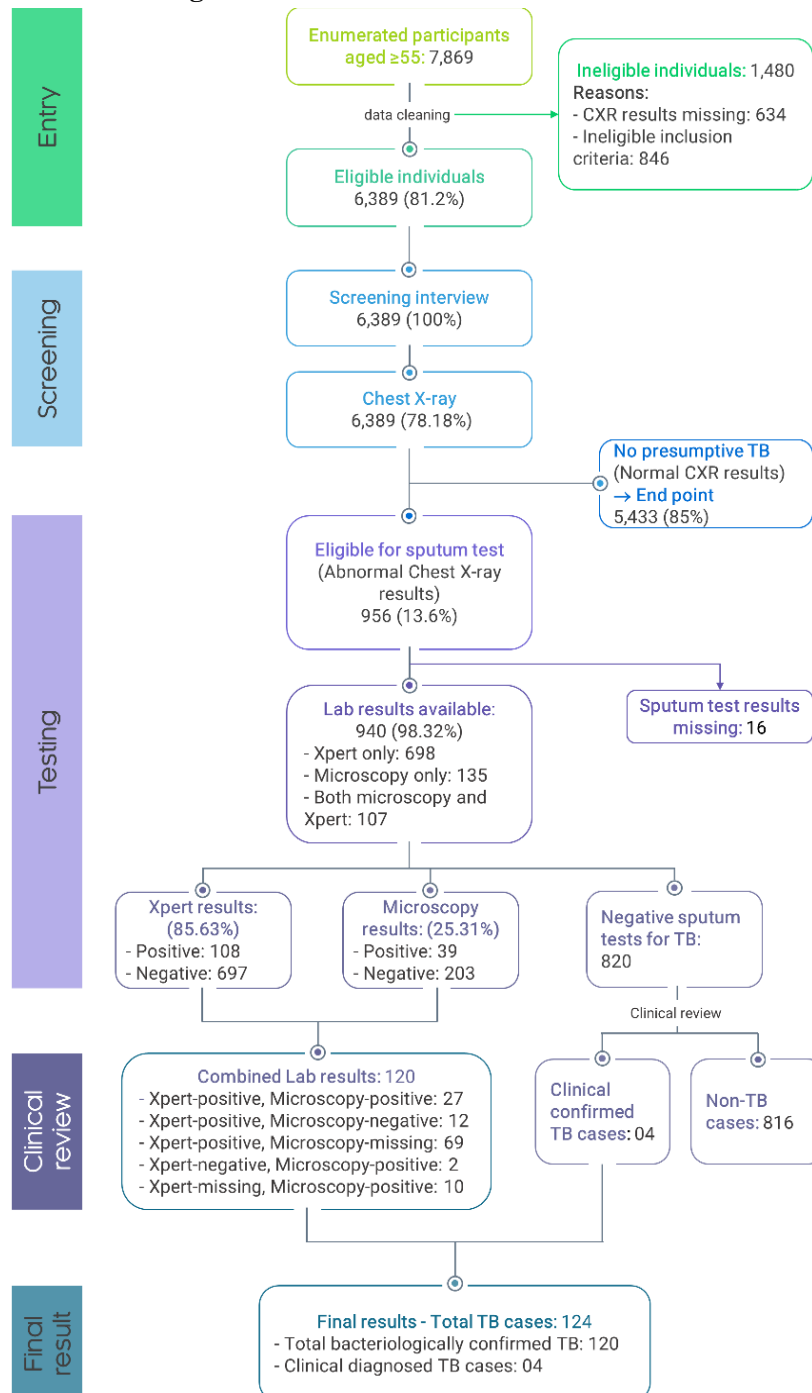 Enumerated participants
aged ≥55: 7,869
Ineligible individuals: 1,480
Reasons:
- CXR results missing: 634
- Ineligible inclusion
criteria: 846
data cleaning
Entry
Eligible individuals
6,389 (81.2%)
Screening
Screening interview
6,389 (100%)
Chest X-ray
6,389 (78.18%)
No presumptive TB
(Normal CXR results)
→ End point
5,433 (85%)
Testing
Eligible for sputum test
(Abnormal Chest X-ray
results)
956 (13.6%)
Lab results available:
940 (98.32%)
- Xpert only: 698
- Microscopy only: 135
- Both microscopy and
Xpert: 107
Sputum test results
missing: 16
Xpert results:
(85.63%)
- Positive: 108
- Negative: 697
Microscopy
results: (25.31%)
- Positive: 39
- Negative: 203
Negative sputum
tests for TB:
820
Clinical review
Clinical
review
Combined Lab results: 120
- Xpert-positive, Microscopy-positive: 27
- Xpert-positive, Microscopy-negative: 12
- Xpert-positive, Microscopy-missing: 69
- Xpert-negative, Microscopy-positive: 2
- Xpert-missing, Microscopy-positive: 10
Clinical
confirmed
TB cases: 04
Non-TB
cases: 816
Final
result
Final results - Total TB cases: 124
- Total bacteriologically confirmed TB: 120
- Clinical diagnosed TB cases: 04